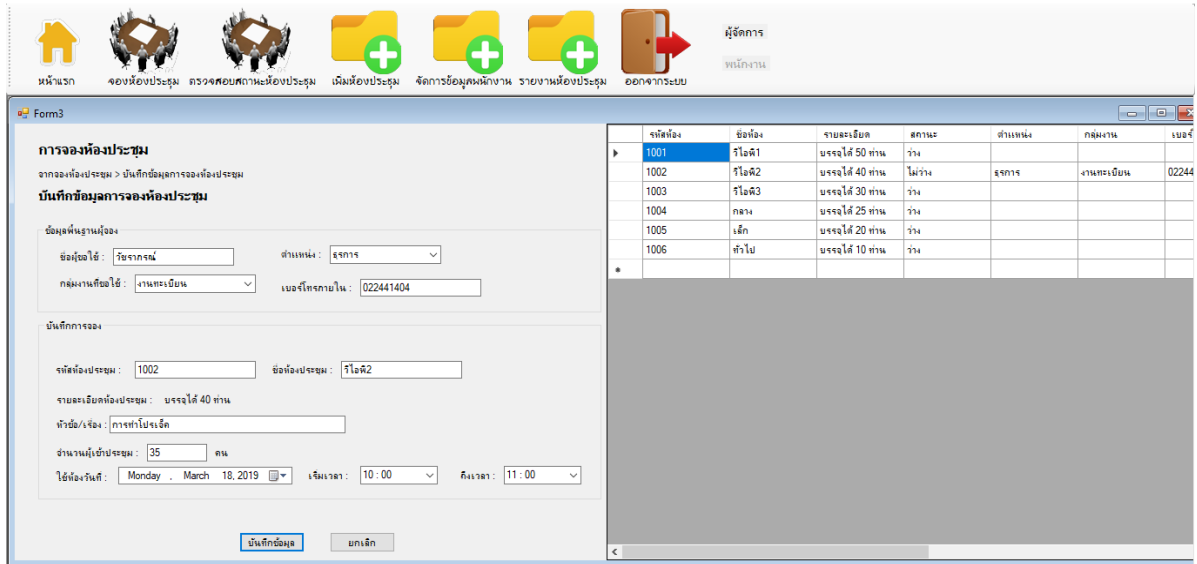 ผู้จัดการ
พนักงาน
หน้าแรก จองห้องประชุม ตรวจสอบสถานะห้องประชุม เพิ่มห้องประชุม จัดการข้อมูลพนักงาน รายงานห้องประชุม ออกจากระบบ
Form3
การจองห้องประชุม
จากจองห้องประชุม > บันทึกข้อมูลการจองห้องประชุม
บันทึกข้อมูลการจองห้องประชุม
ข้อมูลพื้นฐานผู้จอง
ชื่อผู้ขอใช้ : วัชราภรณ์ ตำแหน่ง : ธุรการ
กลุ่มงานที่ขอใช้ : งานทะเบียน เบอร์โทรภายใน : 022441404
บันทึกการจอง
รหัสห้องประชุม : 1002 ชื่อห้องประชุม : วีไอพี2
รายละเอียดห้องประชุม : บรรจุได้ 40 ท่าน
หัวข้อ/เรื่อง : การทำโปรเจ็ค
จำนวนผู้เข้าประชุม : 35 คน
ใช้ห้องวันที่ : Monday , March 18, 2019 เริ่มเวลา : 10 : 00 ถึงเวลา : 11 : 00
บันทึกข้อมูล ยกเลิก
รหัสห้อง ชื่อห้อง รายละเอียด สถานะ ตำแหน่ง กลุ่มงาน เบอร์
1001 วีไอพี1 บรรจุได้ 50 ท่าน ว่าง
1002 วีไอพี2 บรรจุได้ 40 ท่าน ไม่ว่าง ธุรการ งานทะเบียน 02244
1003 วีไอพี3 บรรจุได้ 30 ท่าน ว่าง
1004 กลาง บรรจุได้ 25 ท่าน ว่าง
1005 เล็ก บรรจุได้ 20 ท่าน ว่าง
1006 ทั่วไป บรรจุได้ 10 ท่าน ว่าง